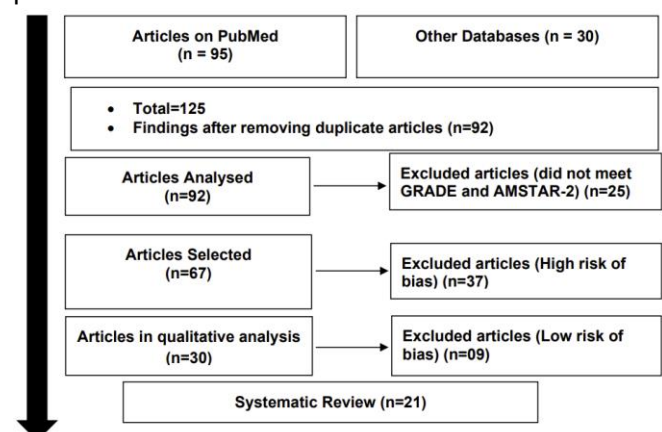 Articles on PubMed
(n = 95)
Other Databases (n = 30)
• Total=125
• Findings after removing duplicate articles (n=92)
Articles Analysed
(n=92)
Excluded articles (did not meet
GRADE and AMSTAR-2) (n=25)
Articles Selected
(n=67)
Excluded articles (High risk of
bias) (n=37)
Articles in qualitative analysis
(n=30)
Excluded articles (Low risk of
bias) (n=09)
Systematic Review (n=21)